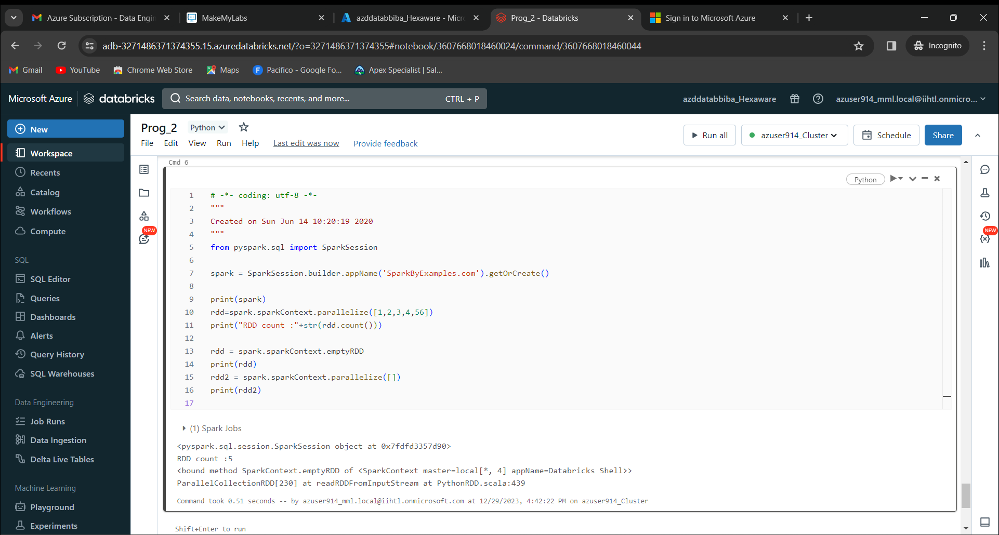 Azure Subscription - Data Engin
MakeMyLabs
azddatabbiba_Hexaware - Micro
Prog_2 - Databricks
Sign in to Microsoft Azure
adb-3271486371374355.15.azuredatabricks.net/?o=3271486371374355#notebook/3607668018460024/command/3607668018460044
Incognito
Gmail
YouTube
Chrome Web Store
Maps
Pacifico - Google Fo...
Apex Specialist | Sal...
Microsoft Azure
databricks
Search data, notebooks, recents, and more...
CTRL + P
azddatabbiba_Hexaware
azuser914_mml.local@iihtl.onmicro...
New
Workspace
Recents
Catalog
Workflows
Compute
SQL
SQL Editor
Queries
Dashboards
Alerts
Query History
SQL Warehouses
Data Engineering
Job Runs
Data Ingestion
Delta Live Tables
Machine Learning
Playground
Experiments
Prog_2
Python
File Edit View Run Help
Last edit was now
Provide feedback
Run all
azuser914_Cluster
Schedule
Share
NEW
NEW
Cmd 6
Python
1 # -*- coding: utf-8 -*-
2 """
3 Created on Sun Jun 14 10:20:19 2020
4 """
5 from pyspark.sql import SparkSession
6
7 spark = SparkSession.builder.appName('SparkByExamples.com').getOrCreate()
8
9 print(spark)
10 rdd=spark.sparkContext.parallelize([1,2,3,4,56])
11 print("RDD count :"+str(rdd.count()))
12
13 rdd = spark.sparkContext.emptyRDD
14 print(rdd)
15 rdd2 = spark.sparkContext.parallelize([])
16 print(rdd2)
17
(1) Spark Jobs
<pyspark.sql.session.SparkSession object at 0x7fdfd3357d90>
RDD count :5
<bound method SparkContext.emptyRDD of <SparkContext master=local[*, 4] appName=Databricks Shell>>
ParallelCollectionRDD[230] at readRDDFromInputStream at PythonRDD.scala:439
Command took 0.51 seconds -- by azuser914_mml.local@iihtl.onmicrosoft.com at 12/29/2023, 4:42:22 PM on azuser914_Cluster
Shift+Enter to run